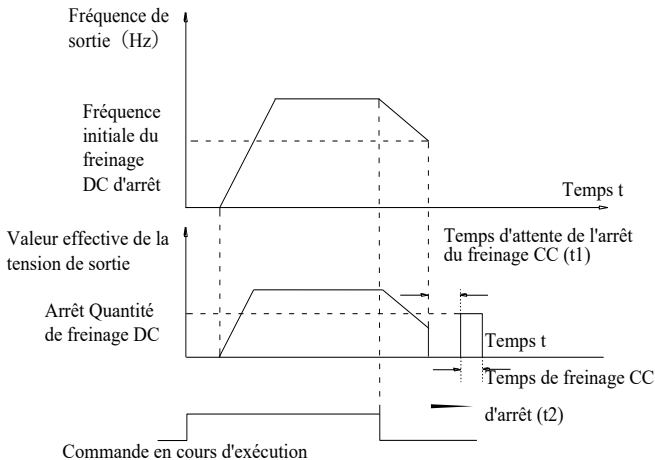 Fréquence de
sortie（Hz）
Fréquence
initiale du
freinage
DC d'arrêt
Temps t
Valeur effective de la
tension de sortie
Temps d'attente de l'arrêt
du freinage CC (t1)
Arrêt Quantité
de freinage DC
Temps t
Temps de freinage CC
d'arrêt (t2)
Commande en cours d'exécution